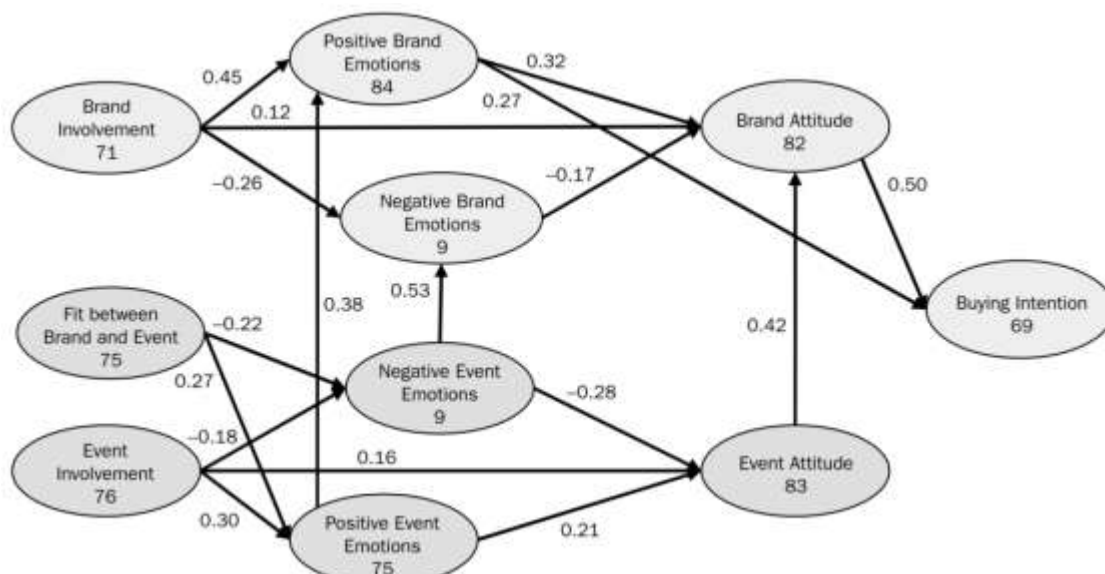 Positive Brand
Emotions
84
0.45
0.32
Brand
Involvement
71
0.12
0.27
Brand Attitude
82
–0.26
–0.17
Negative Brand
Emotions
9
0.50
0.53
0.38
Fit between
Brand and Event
75
–0.22
0.42
Buying Intention
69
0.27
Negative Event
Emotions
9
–0.28
–0.18
Event
Involvement
76
0.16
Event Attitude
83
0.30
0.21
Positive Event
Emotions
75